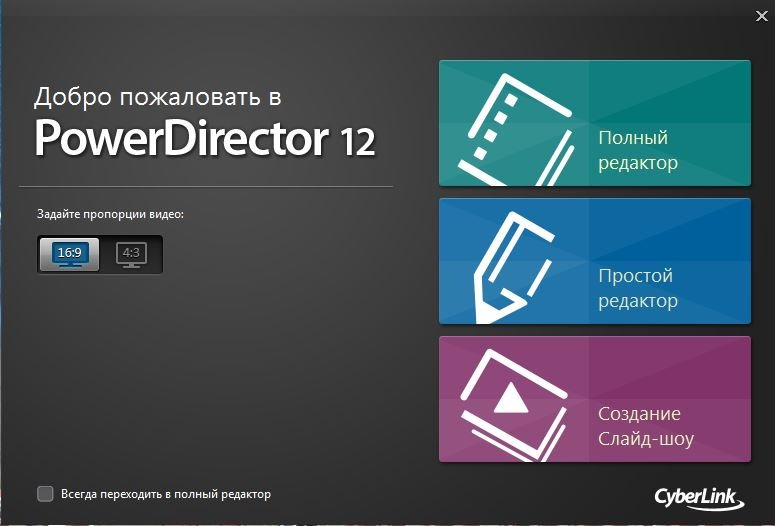 Добро пожаловать в
PowerDirector 12
Задайте пропорции видео:
16:9 4:3
Полный
редактор
Простой
редактор
Создание
Слайд-шоу
Всегда переходить в полный редактор
CyberLink